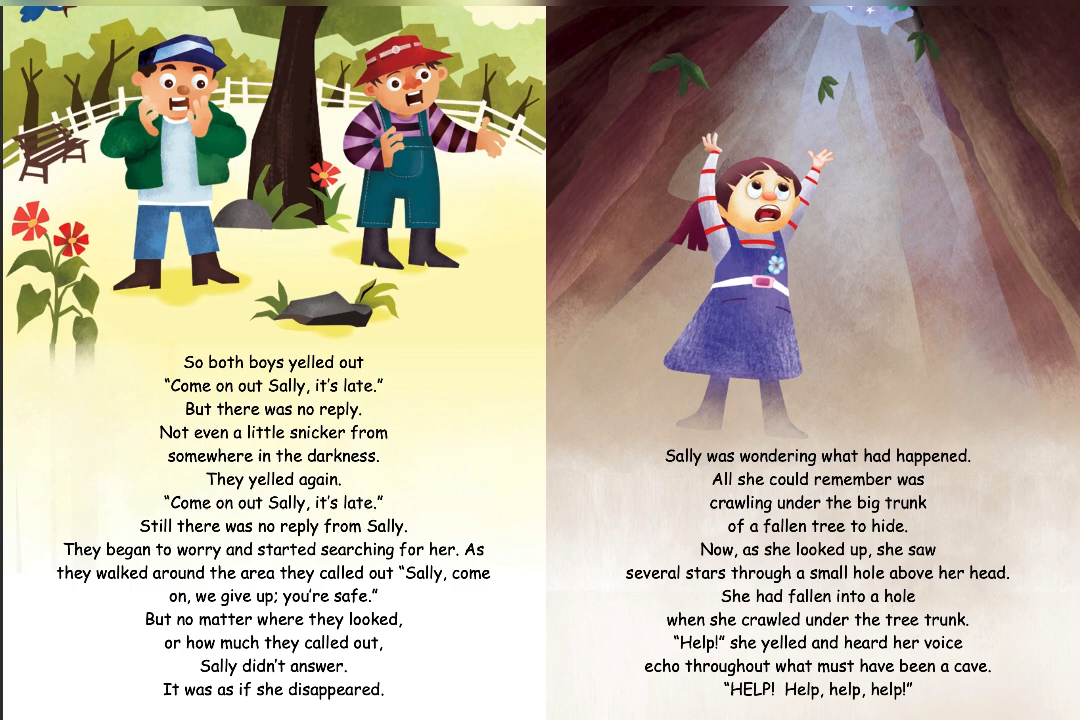 So both boys yelled out
“Come on out Sally, it’s late.”
But there was no reply.
Not even a little snicker from
somewhere in the darkness.
They yelled again.
“Come on out Sally, it’s late.”
Still there was no reply from Sally.
They began to worry and started searching for her. As
they walked around the area they called out “Sally, come
on, we give up; you’re safe.”
But no matter where they looked,
or how much they called out,
Sally didn’t answer.
It was as if she disappeared.
Sally was wondering what had happened.
All she could remember was
crawling under the big trunk
of a fallen tree to hide.
Now, as she looked up, she saw
several stars through a small hole above her head.
She had fallen into a hole
when she crawled under the tree trunk.
“Help!” she yelled and heard her voice
echo throughout what must have been a cave.
“HELP!  Help, help, help!”